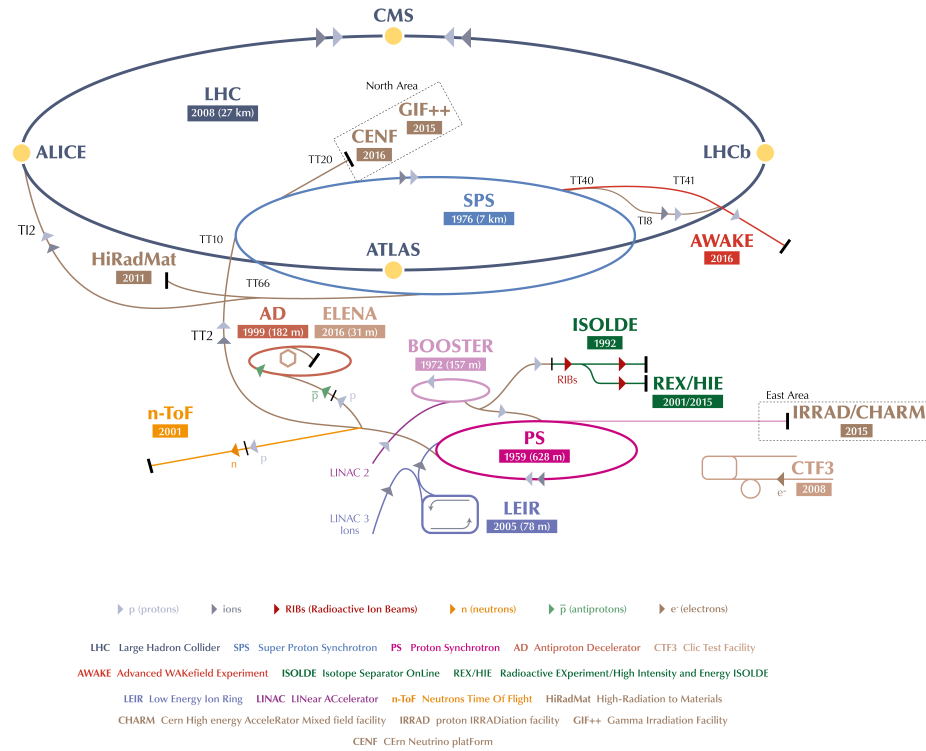 CMS
LHC
2008 (27 km)
North Area
GIF++
2015
CENF
2016
TT20
ALICE
LHCb
TT40
TT41
SPS
1976 (7 km)
TI8
TI2
TT10
ATLAS
AWAKE
2016
HiRadMat
2011
TT66
AD
1999 (182 m)
ELENA
2016 (31 m)
TT2
ISOLDE
1992
BOOSTER
1972 (157 m)
RIBs
REX/HIE
2001/2015
p̅
p
East Area
n-ToF
2001
IRRAD/CHARM
2015
PS
1959 (628 m)
n
p
LINAC 2
CTF3
2008
e-
LEIR
2005 (78 m)
LINAC 3
Ions
p (protons) ions RIBs (Radioactive Ion Beams) n (neutrons) p̅ (antiprotons) e- (electrons)
LHC Large Hadron Collider SPS Super Proton Synchrotron PS Proton Synchrotron AD Antiproton Decelerator CTF3 Clic Test Facility
AWAKE Advanced WAKefield Experiment ISOLDE Isotope Separator OnLine REX/HIE Radioactive EXperiment/High Intensity and Energy ISOLDE
LEIR Low Energy Ion Ring LINAC LINear ACcelerator n-ToF Neutrons Time Of Flight HiRadMat High-Radiation to Materials
CHARM Cern High energy AcceleRator Mixed field facility IRRAD proton IRRADiation facility GIF++ Gamma Irradiation Facility
CENF CErn Neutrino platForm